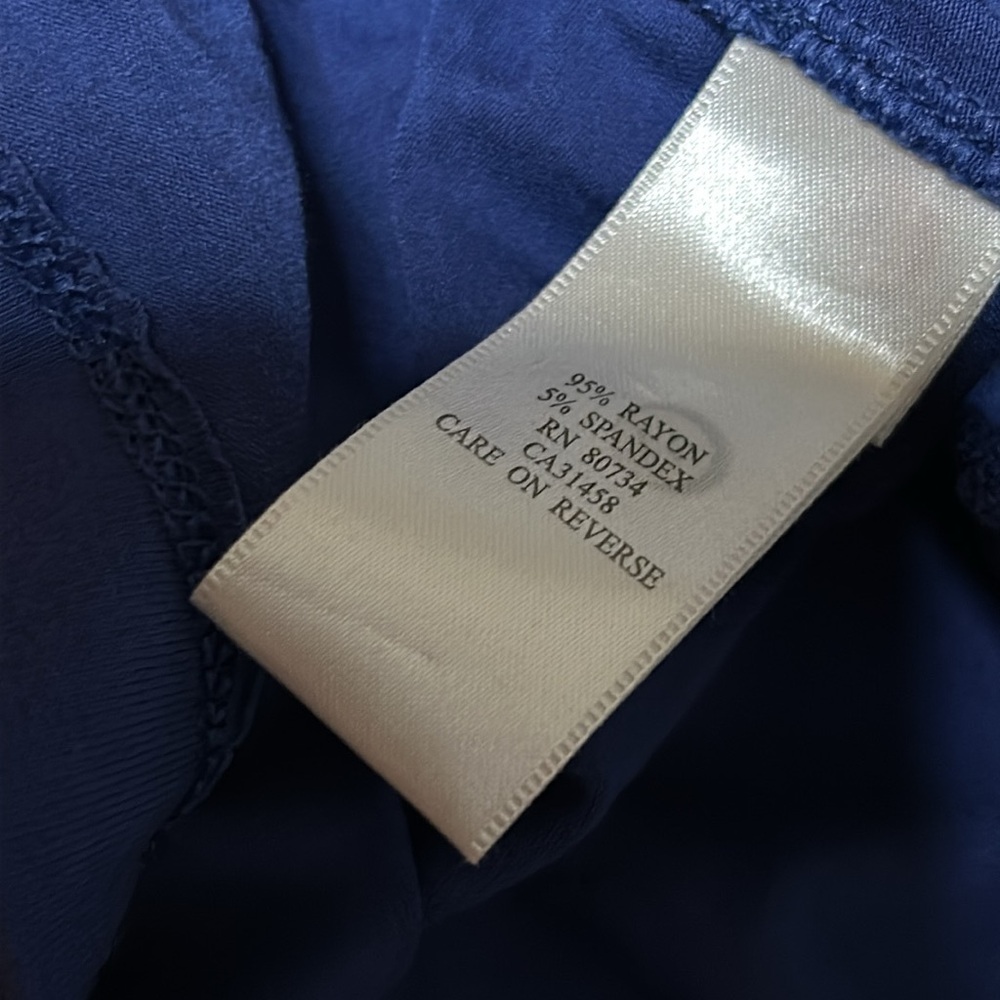 95% RAYON
5% SPANDEX
RN 80734
CA31458
CARE ON REVERSE